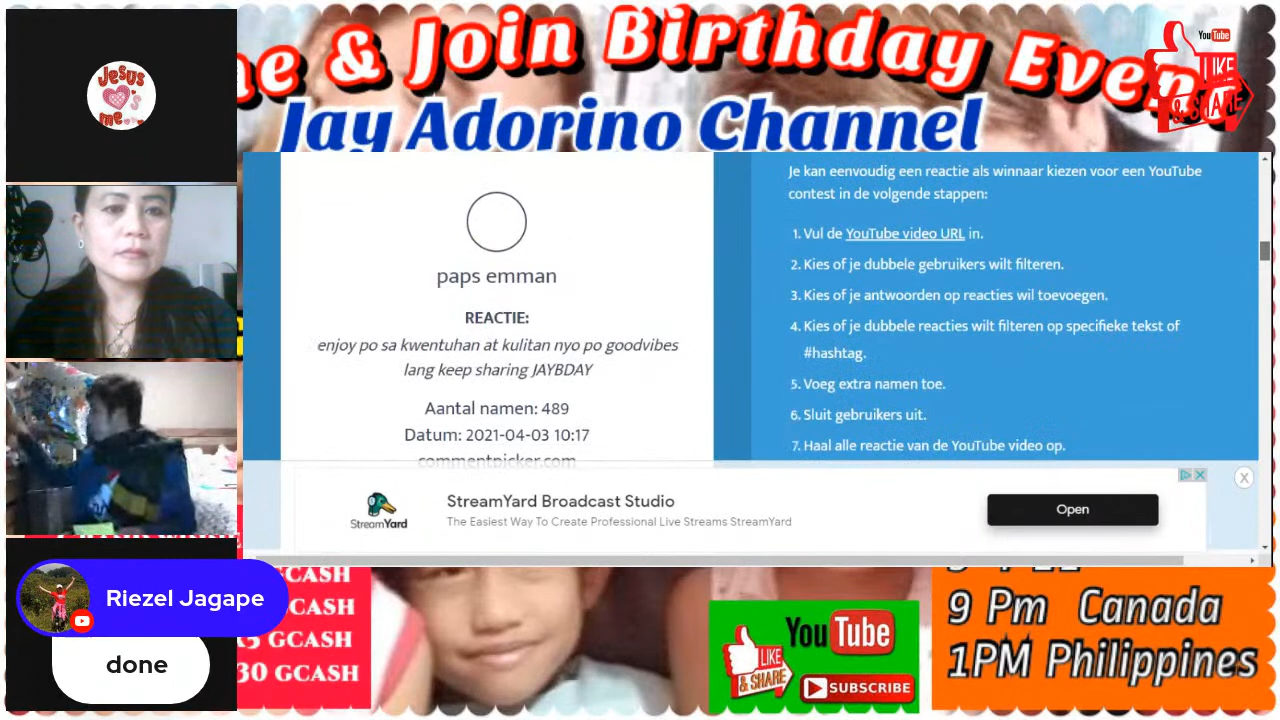 & Join Birthday
Jay Adorino Channel
YouTube
LIKE
& SHARE
Jesus
me
paps emman
REACTIE:
enjoy po sa kwentuhan at kulitan nyo po goodvibes
lang keep sharing JAYBDAY
Aantal namen: 489
Datum: 2021-04-03 10:17
commentpicker.com
Je kan eenvoudig een reactie als winnaar kiezen voor een YouTube
contest in de volgende stappen:
1. Vul de YouTube video URL in.
2. Kies of je dubbele gebruikers wilt filteren.
3. Kies of je antwoorden op reacties wil toevoegen.
4. Kies of je dubbele reacties wilt filteren op specifieke tekst of
#hashtag.
5. Voeg extra namen toe.
6. Sluit gebruikers uit.
7. Haal alle reactie van de YouTube video op.
StreamYard
StreamYard Broadcast Studio
The Easiest Way To Create Professional Live Streams StreamYard
Open
Riezel Jagape
done
GCASH
GCASH
GCASH
30 GCASH
YouTube
LIKE
& SHARE
SUBSCRIBE
9 Pm Canada
1PM Philippines